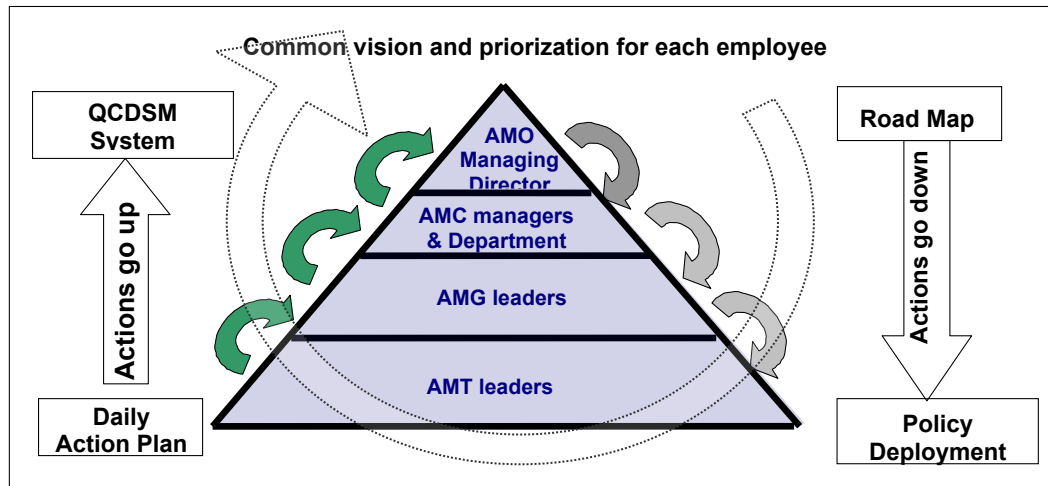 Common vision and priorization for each employee
QCDSM
System
Actions go up
Daily
Action Plan
AMO
Managing
Director
AMC managers
& Department
AMG leaders
AMT leaders
Road Map
Actions go down
Policy
Deployment